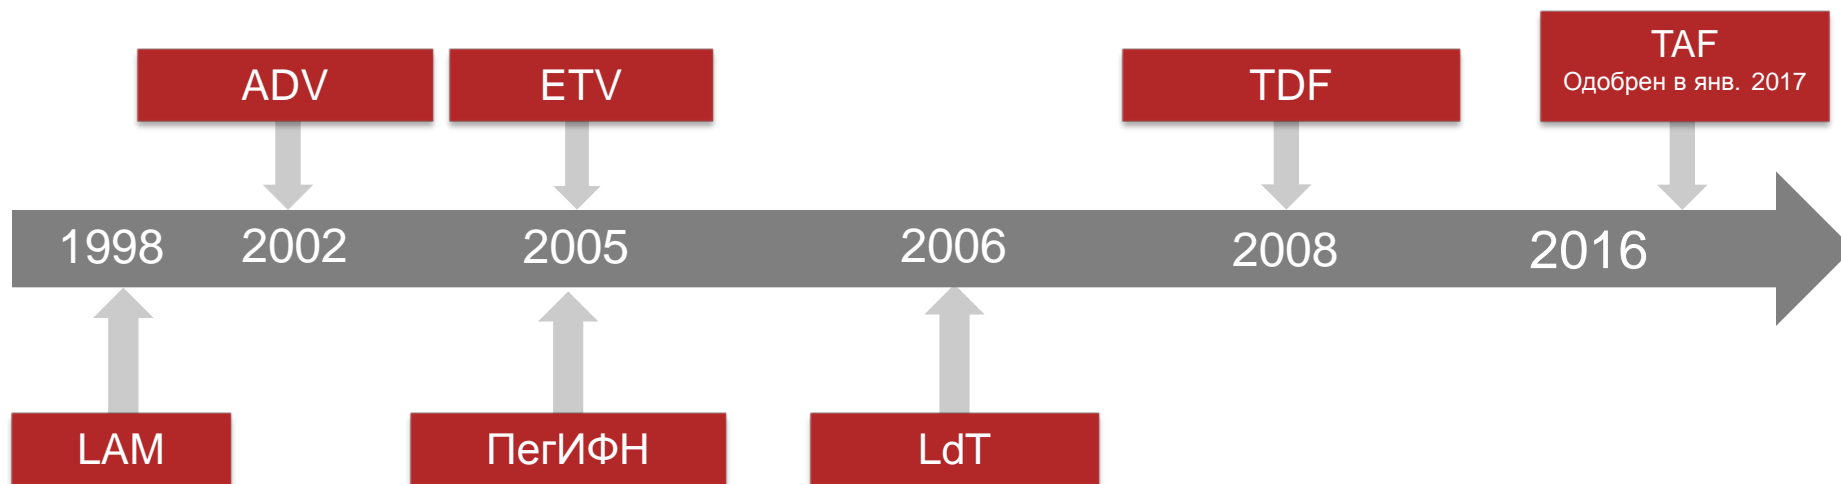 ADV
ETV
TDF
TAF
Одобрен в янв. 2017
1998
2002
2005
2006
2008
2016
LAM
ПегИФН
LdT